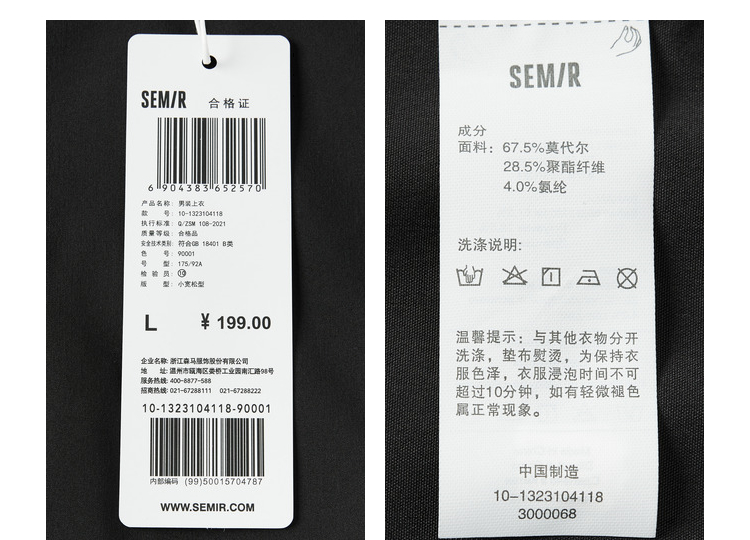 SEMIR 合格证
6 904383 652570
产品名称: 男装上衣
款 号: 10-1323104118
执行标准: Q/ZSM 108-2021
质量等级: 合格品
安全技术类别: 符合GB 18401 B类
色 号: 90001
号 型: 175/92A
检 验 员: ⑩
版 型: 小宽松型
L ¥ 199.00
企业名称: 浙江森马服饰股份有限公司
地 址: 温州市瓯海区娄桥工业园南汇路98号
服务热线: 400-8877-588
招商热线: 021-67288111 021-67288222
10-1323104118-90001
内部编码 (99)50015704787
WWW.SEMIR.COM
SEMIR
成分
面料: 67.5%莫代尔
28.5%聚酯纤维
4.0%氨纶
洗涤说明:
温馨提示: 与其他衣物分开
洗涤, 垫布熨烫, 为保持衣
服色泽, 衣服浸泡时间不可
超过10分钟, 如有轻微褪色
属正常现象。
中国制造
10-1323104118
3000068